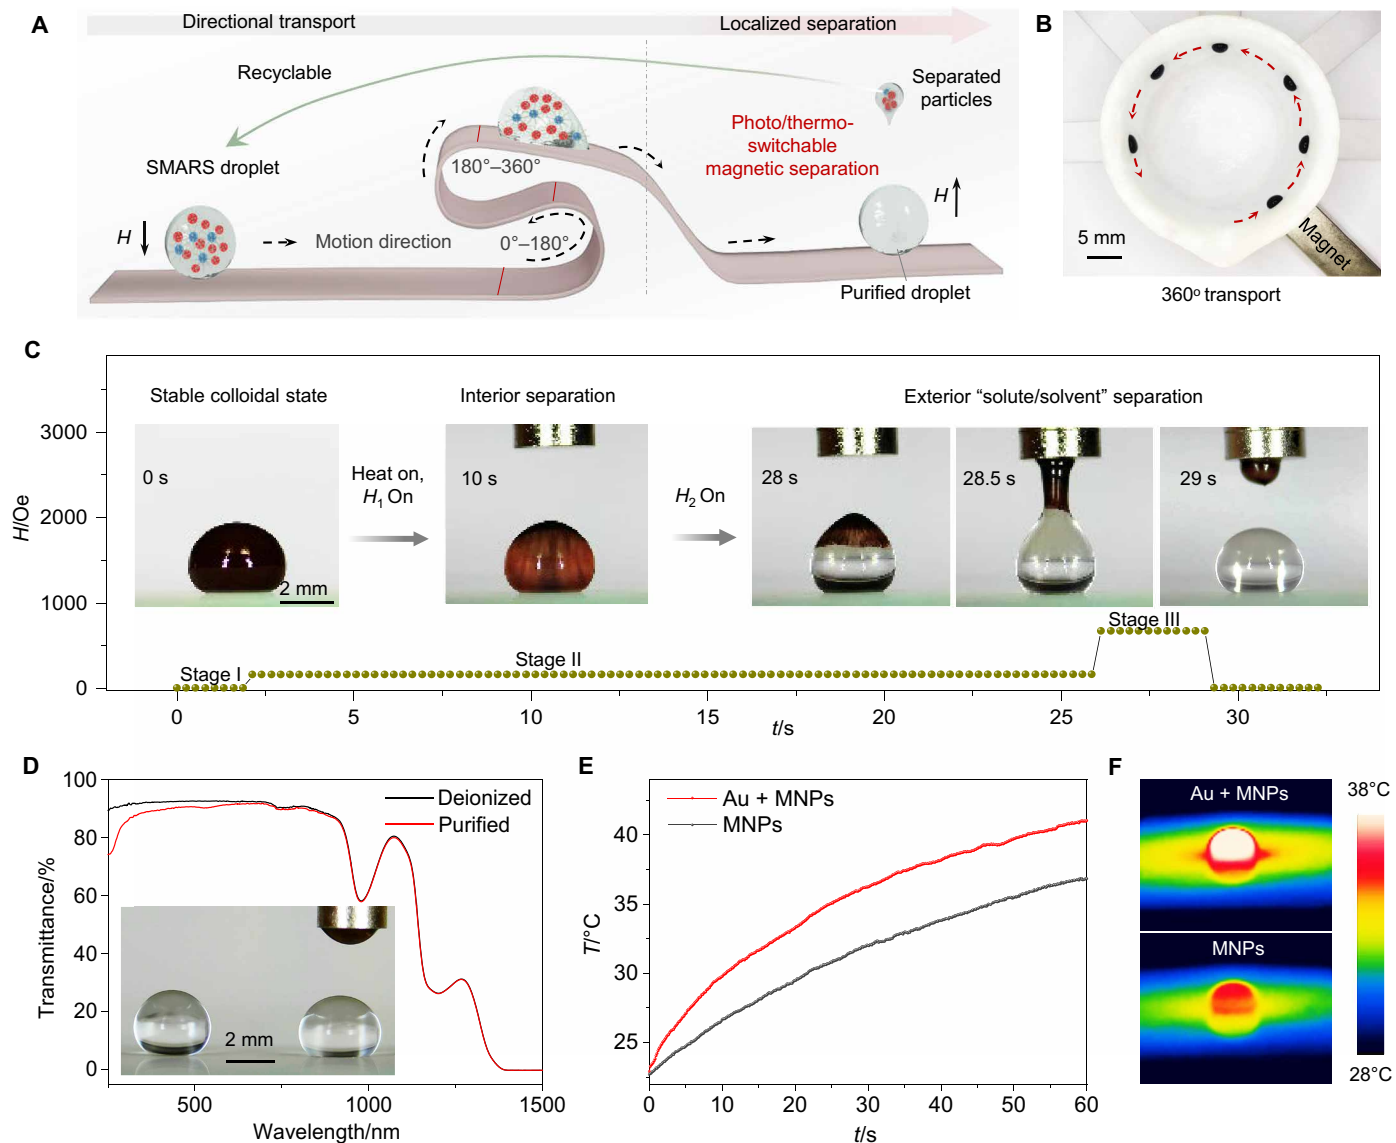 A
Directional transport
Localized separation
Recyclable
Separated
particles
Photo/thermo-
switchable
magnetic separation
180°–360°
SMARS droplet
H
H
Motion direction
0°–180°
Purified droplet
B
5 mm
Magnet
360° transport
C
Stable colloidal state
Interior separation
Exterior “solute/solvent” separation
3000
2000
1000
0
H/Oe
0 s
Heat on,
H1 On
10 s
H2 On
28 s
28.5 s
29 s
2 mm
Stage I
Stage II
Stage III
0
5
10
15
20
25
30
t/s
D
100
80
60
40
20
0
Transmittance/%
Deionized
Purified
2 mm
500
1000
1500
Wavelength/nm
E
Au + MNPs
MNPs
40
35
30
25
T/°C
0
10
20
30
40
50
60
t/s
F
38°C
Au + MNPs
MNPs
28°C